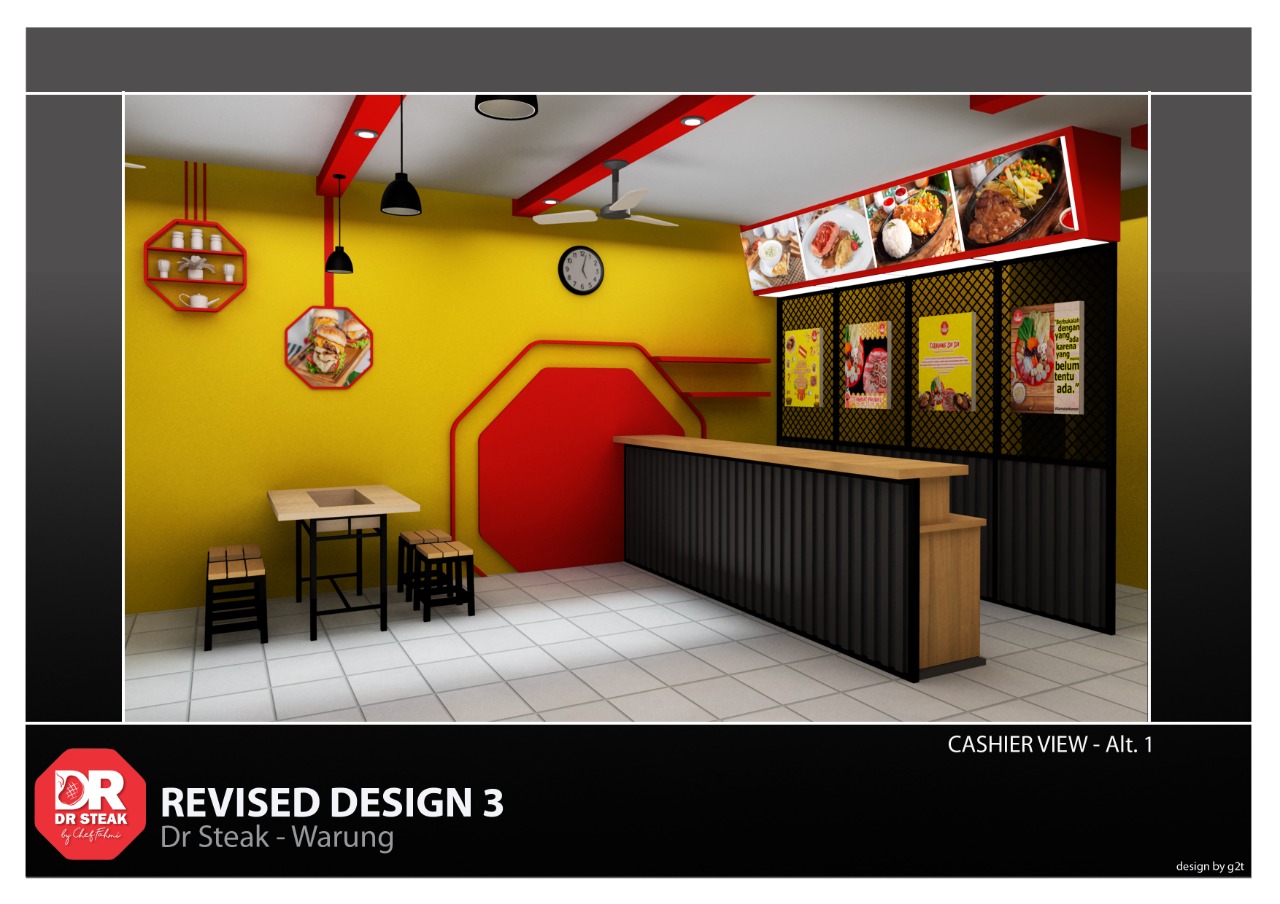 "Berbukalah
dengan
yang
ada
karena
yang
belum
tentu
ada."
CASHIER VIEW - Alt. 1
DR
DR STEAK
by Chef Fahmi
REVISED DESIGN 3
Dr Steak - Warung
design by g2t